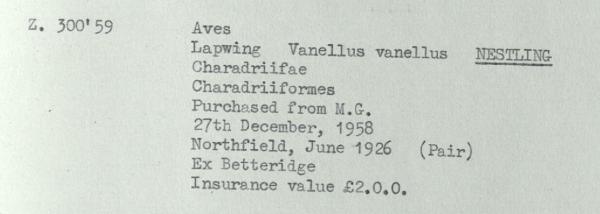 Z. 300'59 Aves
Lapwing Vanellus vanellus NESTLING
Charadriifae
Charadriiformes
Purchased from M.G.
27th December, 1958
Northfield, June 1926 (Pair)
Ex Betteridge
Insurance value £2.0.0.